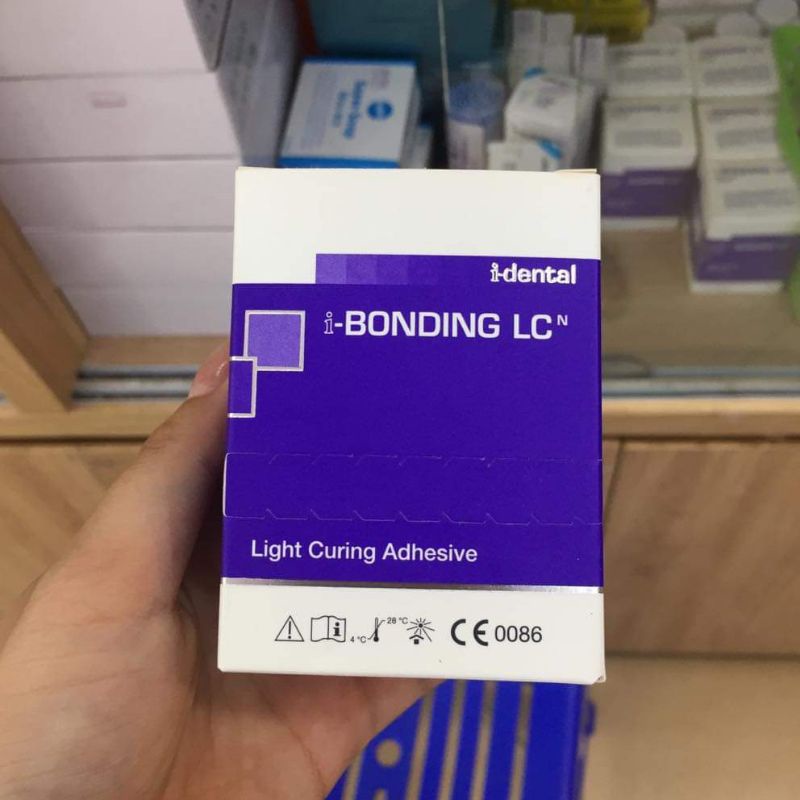 i-dental
i-BONDING LC N
Light Curing Adhesive
4 °C 28 °C
CE 0086